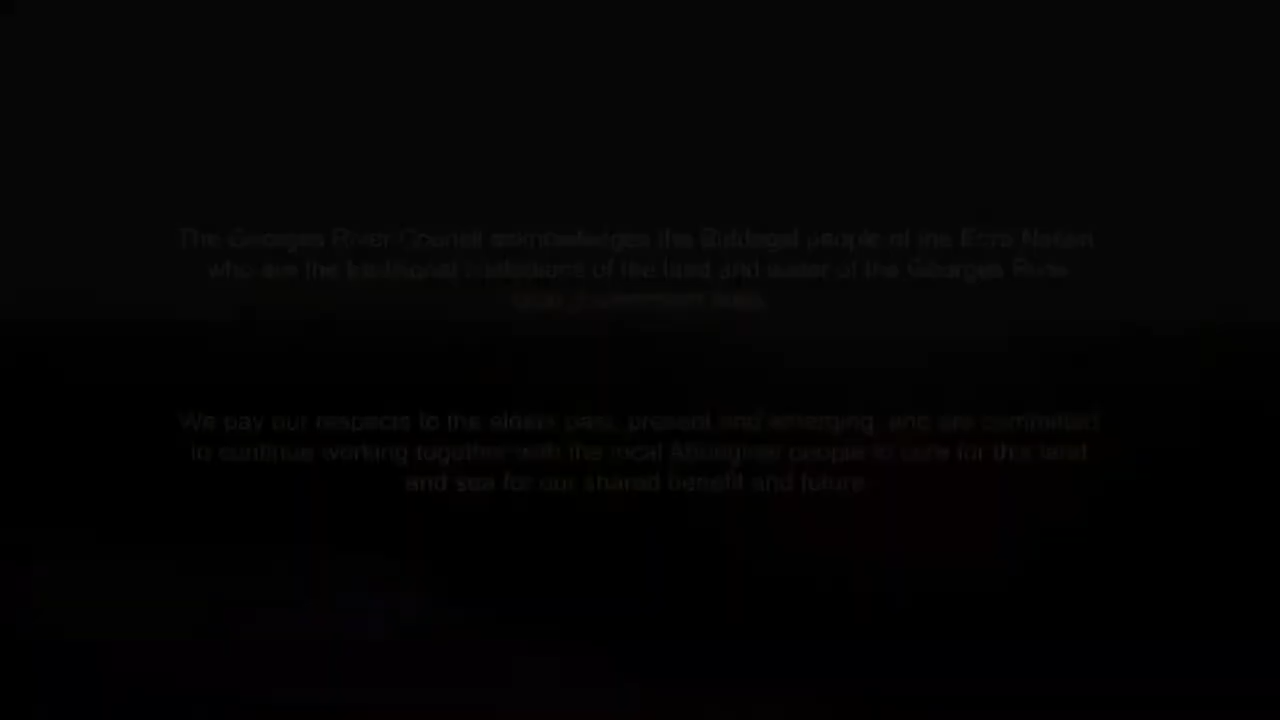 The Georges River Council acknowledges the Bidjegal people of the Eora Nation
who are the traditional custodians of the land and water of the Georges River
local government area.
We pay our respects to the elders past, present and emerging, and are committed
to continue working together with the local Aboriginal people to care for this land
and sea for our shared benefit and future